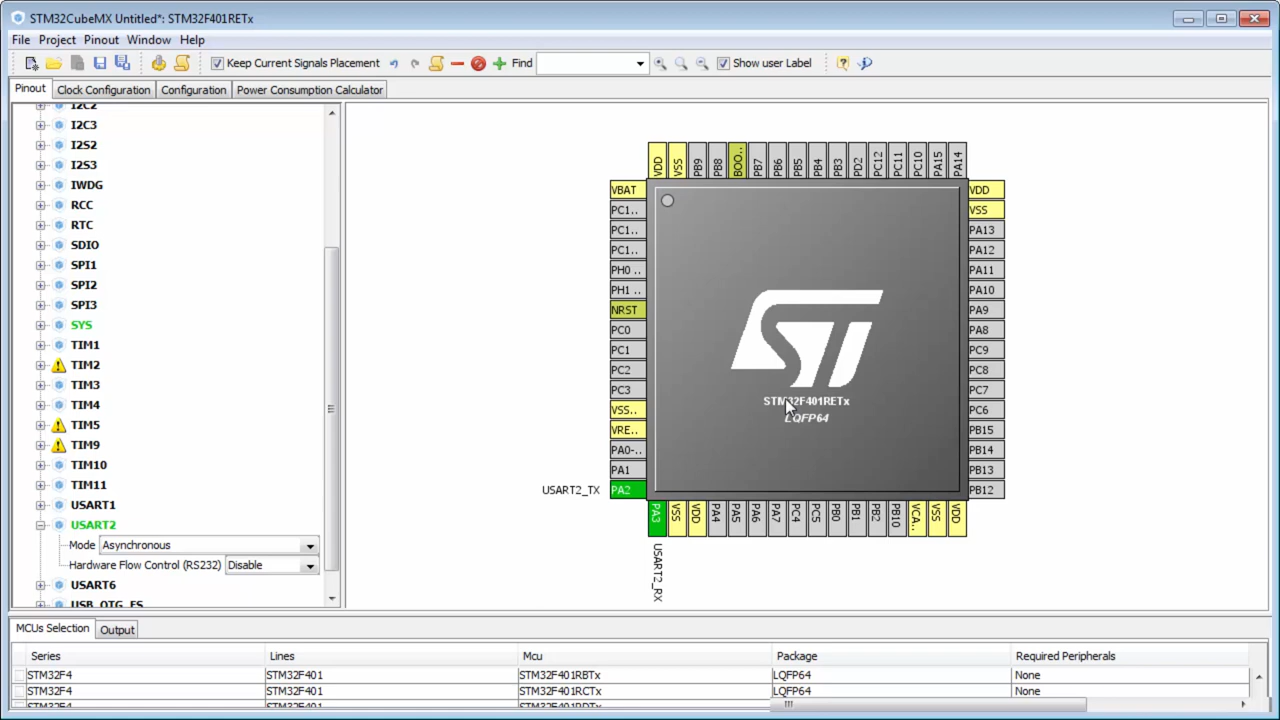 STM32CubeMX Untitled*: STM32F401RETx
File Project Pinout Window Help
Keep Current Signals Placement Find Show user Label
Pinout Clock Configuration Configuration Power Consumption Calculator
I2C2
I2C3
I2S2
I2S3
IWDG
RCC
RTC
SDIO
SPI1
SPI2
SPI3
SYS
TIM1
TIM2
TIM3
TIM4
TIM5
TIM9
TIM10
TIM11
USART1
USART2
Mode Asynchronous
Hardware Flow Control (RS232) Disable
USART6
USB_OTG_FS
VDD VSS PB9 PB8 BOO.. PB7 PB6 PB5 PB4 PB3 PD2 PC12 PC11 PC10 PA15 PA14
VBAT
PC1..
PC1..
PC1..
PH0 ..
PH1 ..
NRST
PC0
PC1
PC2
PC3
VSS..
VRE..
PA0-..
PA1
USART2_TX PA2
ST
STM32F401RETx
LQFP64
VDD
VSS
PA13
PA12
PA11
PA10
PA9
PA8
PC9
PC8
PC7
PC6
PB15
PB14
PB13
PB12
PA3 VSS VDD PA4 PA5 PA6 PA7 PC4 PC5 PB0 PB1 PB2 PB10 VCA.. VSS VDD
USART2_RX
MCUs Selection Output
Series Lines Mcu Package Required Peripherals
STM32F4 STM32F401 STM32F401RBTx LQFP64 None
STM32F4 STM32F401 STM32F401RCTx LQFP64 None
STM32F4 STM32F401 STM32F401RDTx